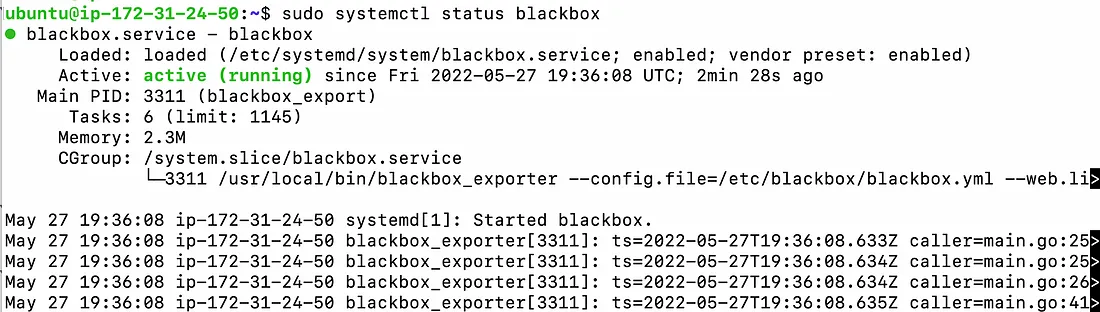 ubuntu@ip-172-31-24-50:~$ sudo systemctl status blackbox
● blackbox.service - blackbox
Loaded: loaded (/etc/systemd/system/blackbox.service; enabled; vendor preset: enabled)
Active: active (running) since Fri 2022-05-27 19:36:08 UTC; 2min 28s ago
Main PID: 3311 (blackbox_export)
Tasks: 6 (limit: 1145)
Memory: 2.3M
CGroup: /system.slice/blackbox.service
└─3311 /usr/local/bin/blackbox_exporter --config.file=/etc/blackbox/blackbox.yml --web.li>
May 27 19:36:08 ip-172-31-24-50 systemd[1]: Started blackbox.
May 27 19:36:08 ip-172-31-24-50 blackbox_exporter[3311]: ts=2022-05-27T19:36:08.633Z caller=main.go:25>
May 27 19:36:08 ip-172-31-24-50 blackbox_exporter[3311]: ts=2022-05-27T19:36:08.634Z caller=main.go:25>
May 27 19:36:08 ip-172-31-24-50 blackbox_exporter[3311]: ts=2022-05-27T19:36:08.634Z caller=main.go:26>
May 27 19:36:08 ip-172-31-24-50 blackbox_exporter[3311]: ts=2022-05-27T19:36:08.635Z caller=main.go:41>